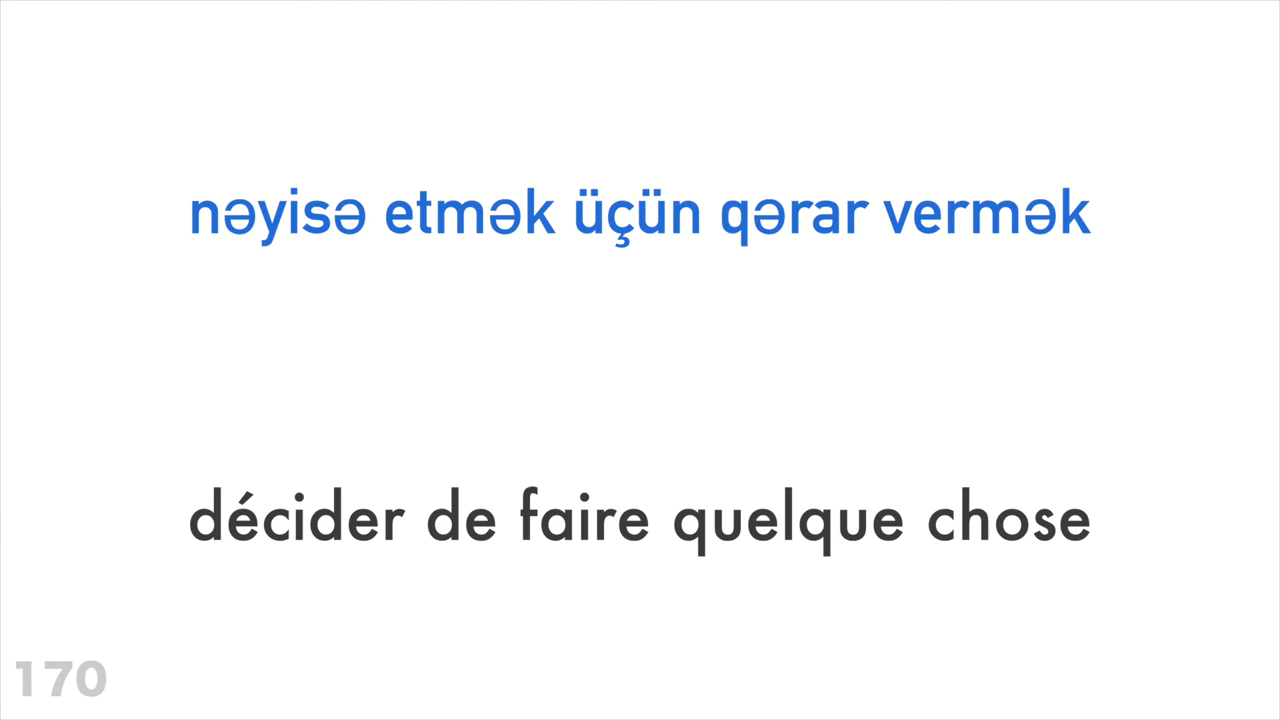 nəyisə etmək üçün qərar vermək
décider de faire quelque chose
170